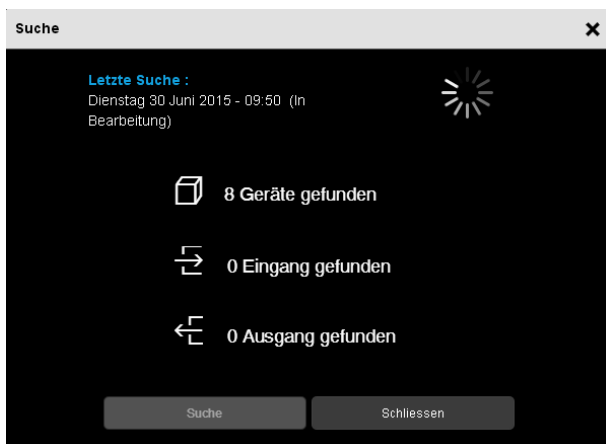 Suche
Letzte Suche :
Dienstag 30 Juni 2015 - 09:50 (In
Bearbeitung)
8 Geräte gefunden
0 Eingang gefunden
0 Ausgang gefunden
Suche Schliessen